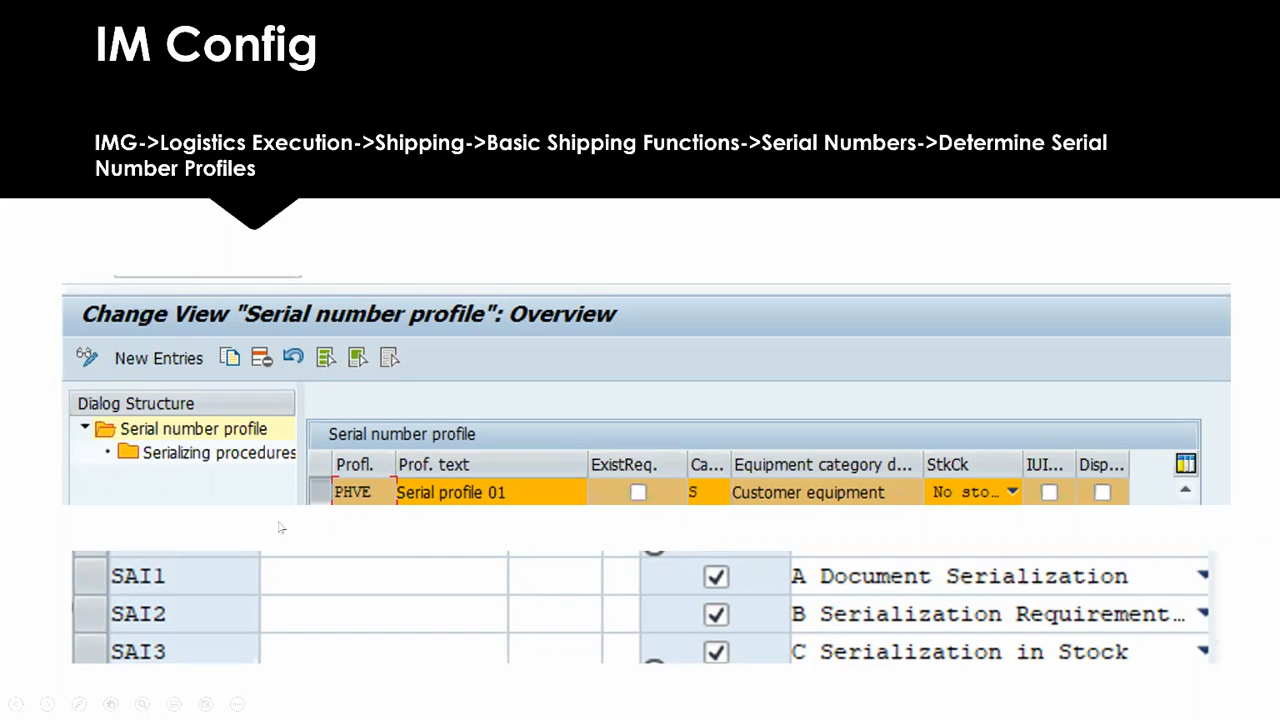 IM Config
IMG->Logistics Execution->Shipping->Basic Shipping Functions->Serial Numbers->Determine Serial
Number Profiles
Change View "Serial number profile": Overview
New Entries
Dialog Structure
Serial number profile
Serializing procedures
Serial number profile
Profl. Prof. text ExistReq. Ca... Equipment category d... StkCk IUI... Disp...
PHVE Serial profile 01 S Customer equipment No sto...
SAI1 A Document Serialization
SAI2 B Serialization Requirement...
SAI3 C Serialization in Stock